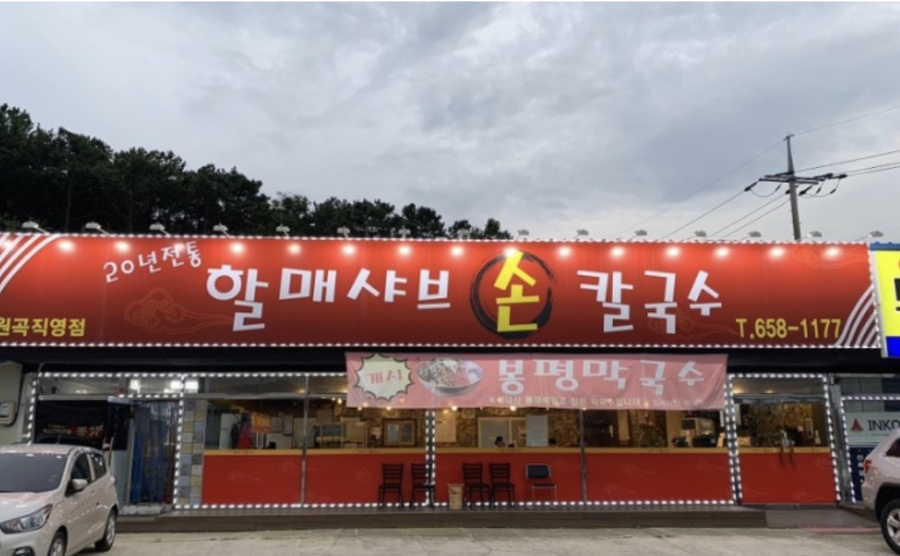 20년전통
할매샤브 손 칼국수
원곡직영점
T.658-1177
개시
봉평막국수
INKO